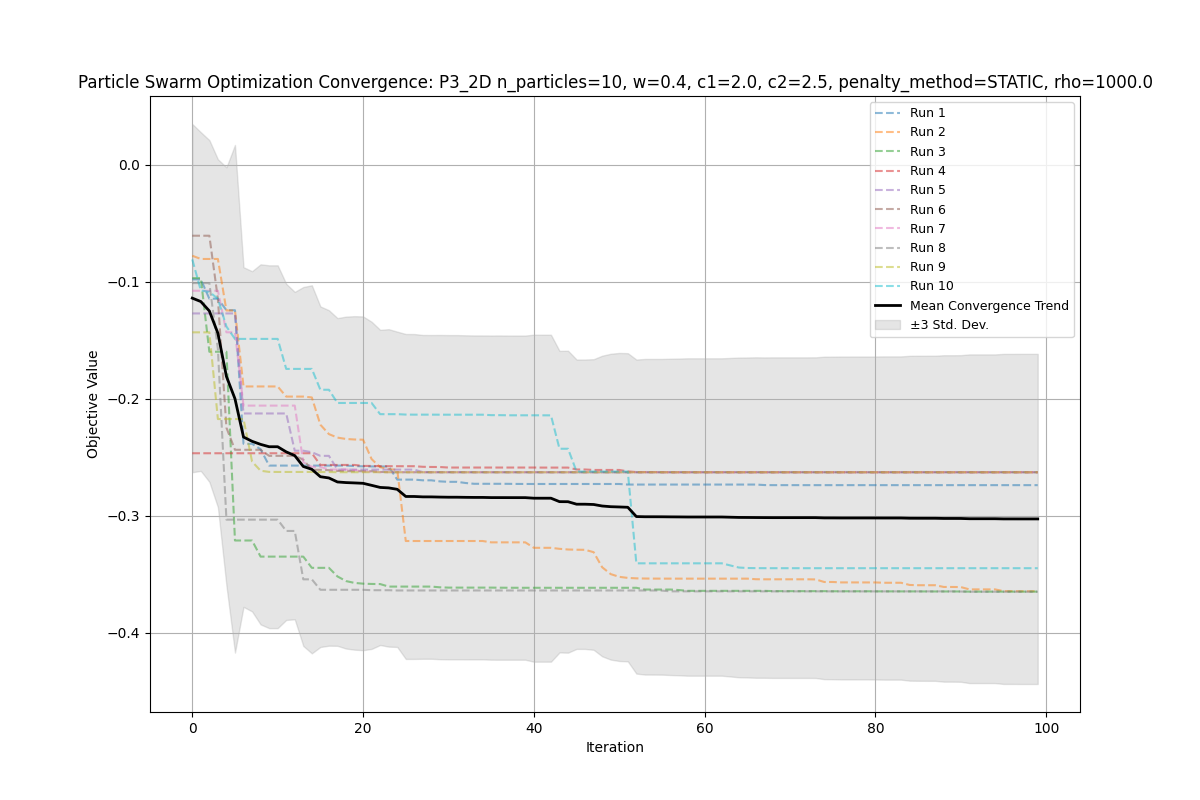 Particle Swarm Optimization Convergence: P3_2D n_particles=10, w=0.4, c1=2.0, c2=2.5, penalty_method=STATIC, rho=1000.0
Run 1
Run 2
Run 3
Run 4
Run 5
Run 6
Run 7
Run 8
Run 9
Run 10
Mean Convergence Trend
±3 Std. Dev.
Objective Value
0.0
−0.1
−0.2
−0.3
−0.4
0 20 40 60 80 100
Iteration